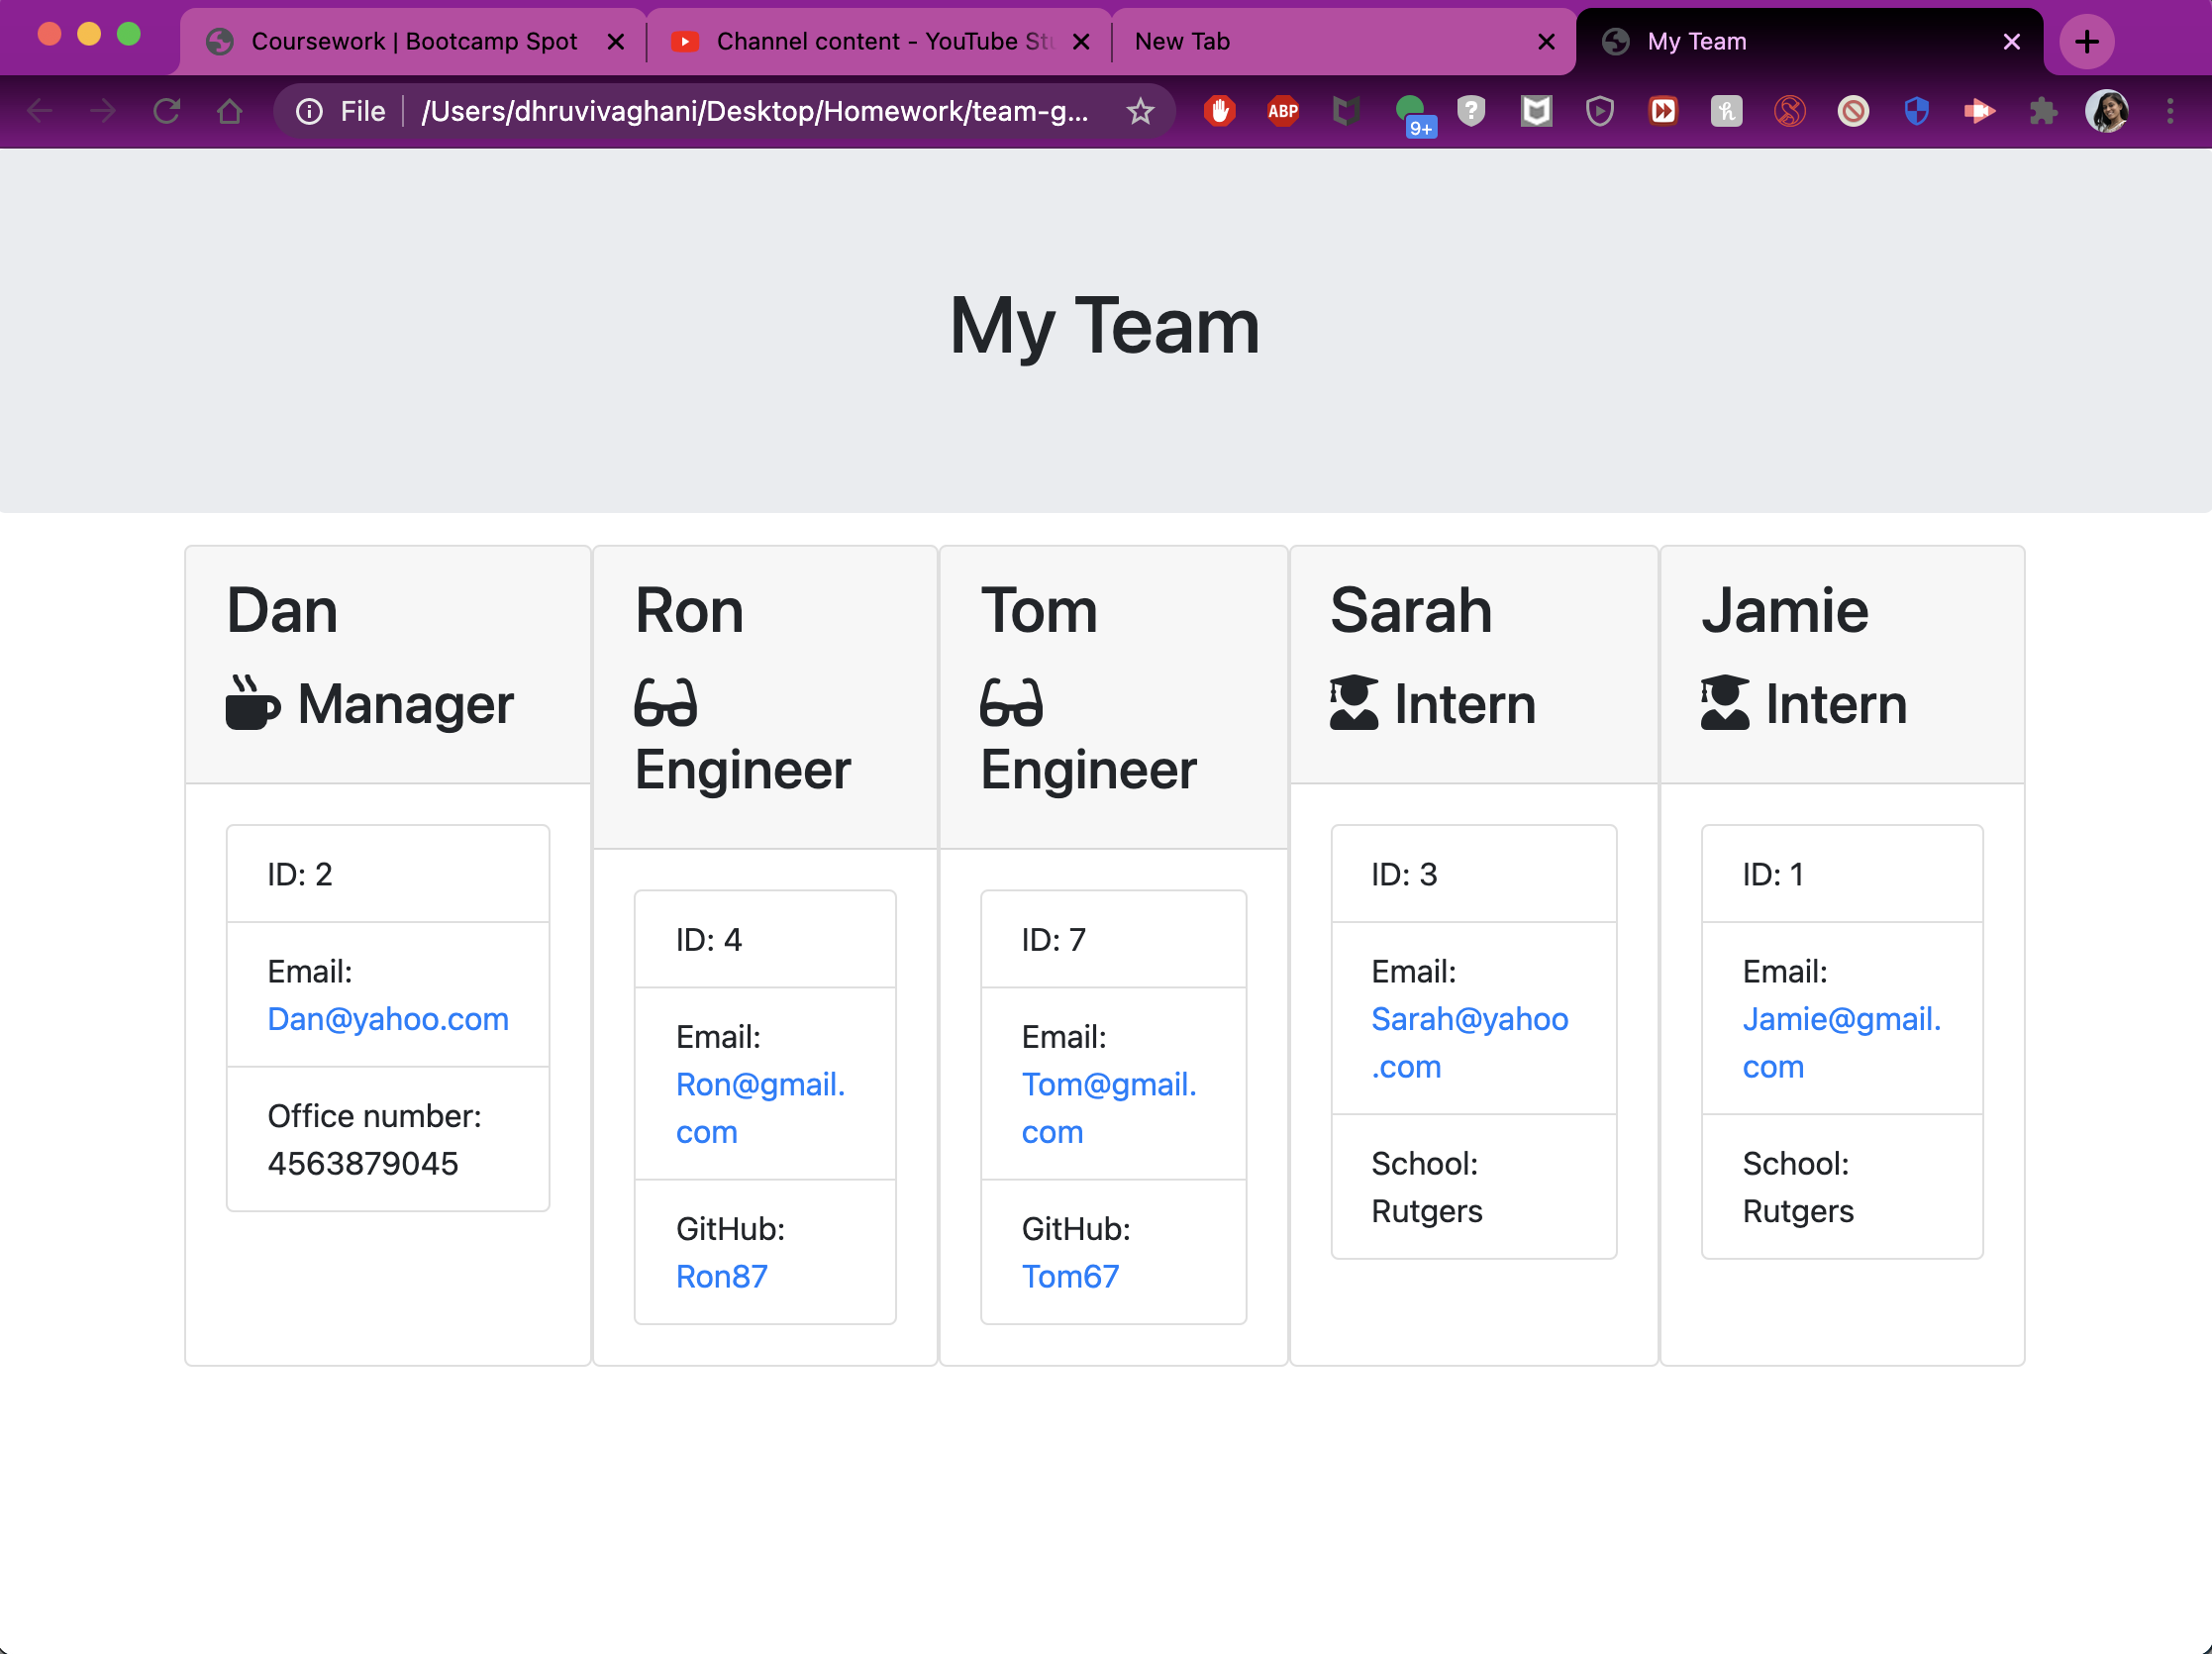 Coursework | Bootcamp Spot
Channel content - YouTube Stu
New Tab
My Team
File
/Users/dhruvivaghani/Desktop/Homework/team-g...
ABP
9+
?
h
My Team
Dan
Manager
ID: 2
Email:
Dan@yahoo.com
Office number:
4563879045
Ron
Engineer
ID: 4
Email:
Ron@gmail.
com
GitHub:
Ron87
Tom
Engineer
ID: 7
Email:
Tom@gmail.
com
GitHub:
Tom67
Sarah
Intern
ID: 3
Email:
Sarah@yahoo
.com
School:
Rutgers
Jamie
Intern
ID: 1
Email:
Jamie@gmail.
com
School:
Rutgers